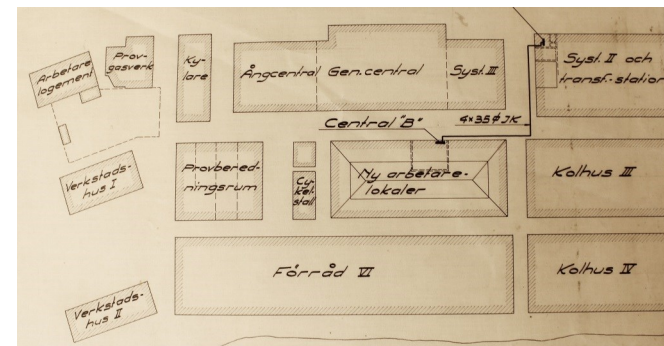 Arbetare
logement
Prov-
gasverk
Ky-
lare
Ångcentral
Gen.central
Syst. III
Syst. II och
transf.-station
Central "B"
4×35 ⌀ JK
Verkstads-
hus I
Provbered-
ningsrum
Cy-
kel-
stall
Ny arbetare-
lokaler
Kolhus III
Förråd VI
Kolhus IV
Verkstads-
hus II